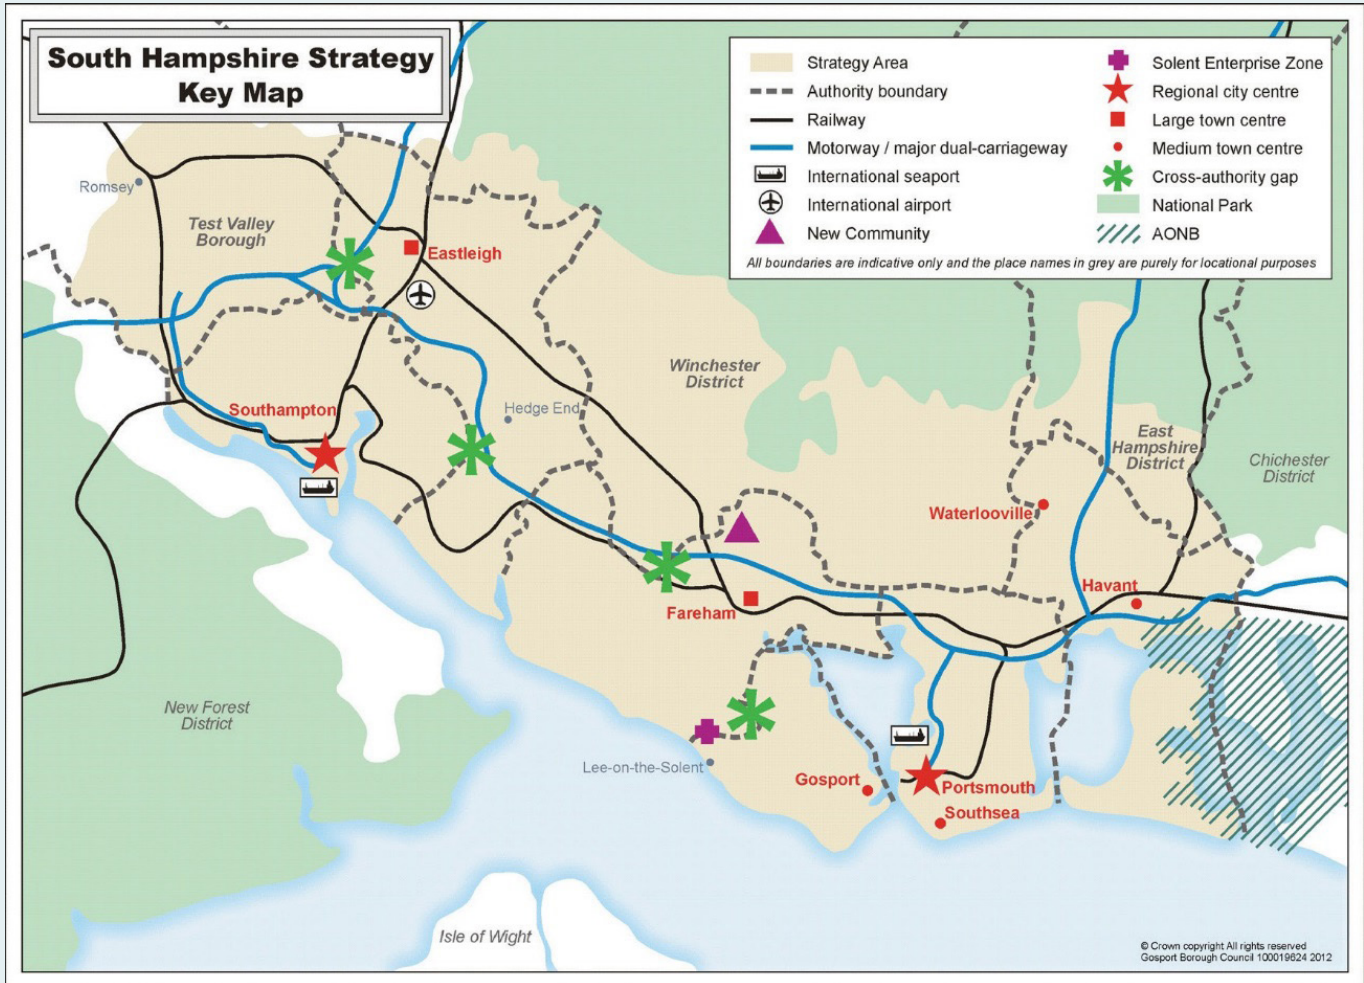 South Hampshire Strategy
Key Map
Strategy Area
Authority boundary
Railway
Motorway / major dual-carriageway
International seaport
International airport
New Community
Solent Enterprise Zone
Regional city centre
Large town centre
Medium town centre
Cross-authority gap
National Park
AONB
All boundaries are indicative only and the place names in grey are purely for locational purposes
Romsey
Test Valley
Borough
Eastleigh
Winchester
District
Southampton
Hedge End
East
Hampshire
District
Chichester
District
Waterlooville
Havant
Fareham
New Forest
District
Lee-on-the-Solent
Gosport
Portsmouth
Southsea
Isle of Wight
© Crown copyright All rights reserved
Gosport Borough Council 100019624 2012